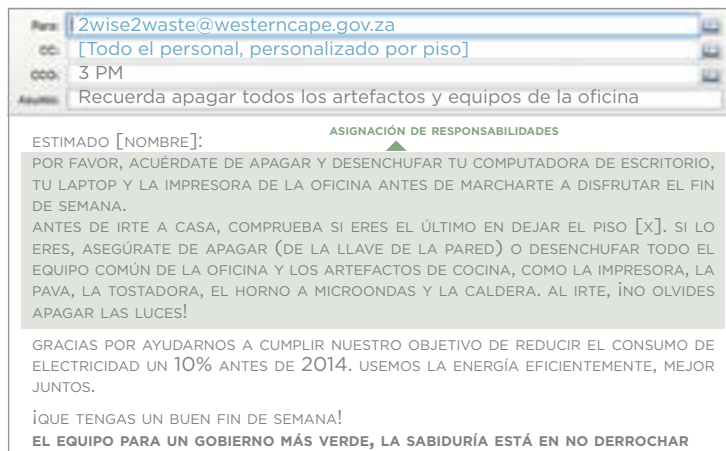 Para: 2wise2waste@westerncape.gov.za
CC: [Todo el personal, personalizado por piso]
CCO: 3 PM
Asunto: Recuerda apagar todos los artefactos y equipos de la oficina
ASIGNACIÓN DE RESPONSABILIDADES
ESTIMADO [NOMBRE]:
POR FAVOR, ACUÉRDATE DE APAGAR Y DESENCHUFAR TU COMPUTADORA DE ESCRITORIO,
TU LAPTOP Y LA IMPRESORA DE LA OFICINA ANTES DE MARCHARTE A DISFRUTAR EL FIN
DE SEMANA.
ANTES DE IRTE A CASA, COMPRUEBA SI ERES EL ÚLTIMO EN DEJAR EL PISO [X]. SI LO
ERES, ASEGÚRATE DE APAGAR (DE LA LLAVE DE LA PARED) O DESENCHUFAR TODO EL
EQUIPO COMÚN DE LA OFICINA Y LOS ARTEFACTOS DE COCINA, COMO LA IMPRESORA, LA
PAVA, LA TOSTADORA, EL HORNO A MICROONDAS Y LA CALDERA. AL IRTE, ¡NO OLVIDES
APAGAR LAS LUCES!
GRACIAS POR AYUDARNOS A CUMPLIR NUESTRO OBJETIVO DE REDUCIR EL CONSUMO DE
ELECTRICIDAD UN 10% ANTES DE 2014. USEMOS LA ENERGÍA EFICIENTEMENTE, MEJOR
JUNTOS.
¡QUE TENGAS UN BUEN FIN DE SEMANA!
EL EQUIPO PARA UN GOBIERNO MÁS VERDE, LA SABIDURÍA ESTÁ EN NO DERROCHAR